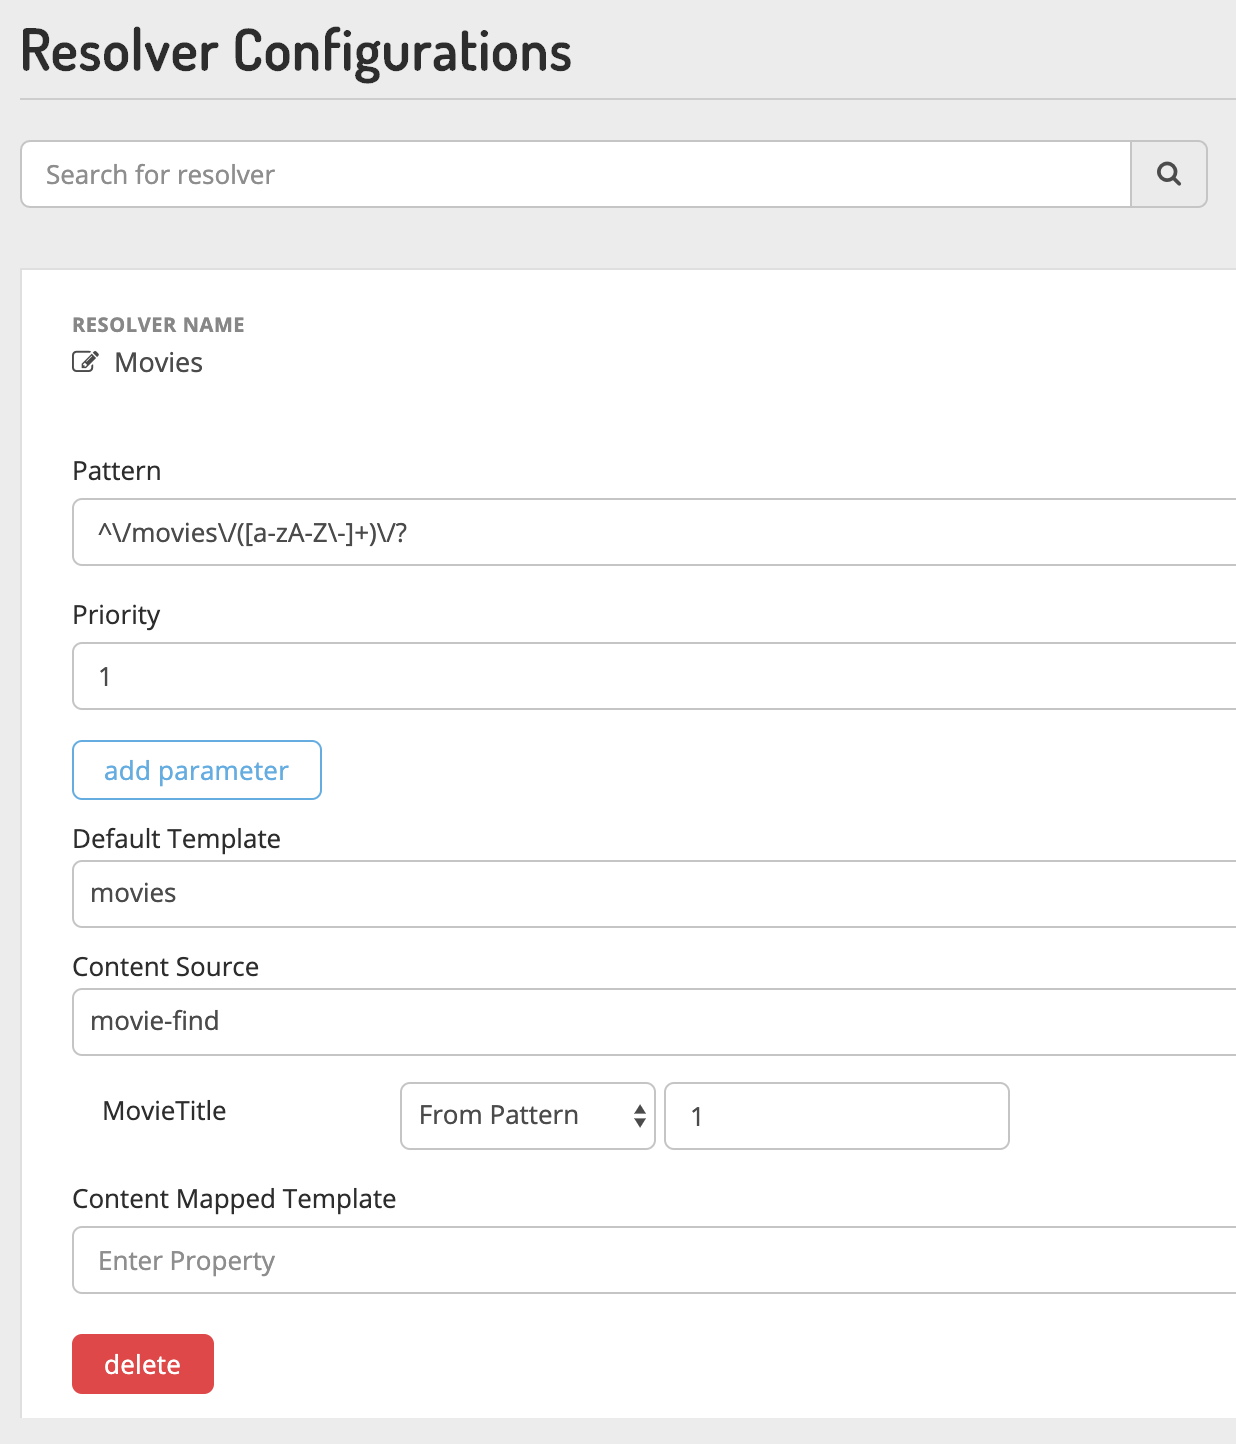 Resolver Configurations
Search for resolver
RESOLVER NAME
Movies
Pattern
^\/movies\/([a-zA-Z\-]+)\/?
Priority
1
add parameter
Default Template
movies
Content Source
movie-find
MovieTitle From Pattern 1
Content Mapped Template
Enter Property
delete